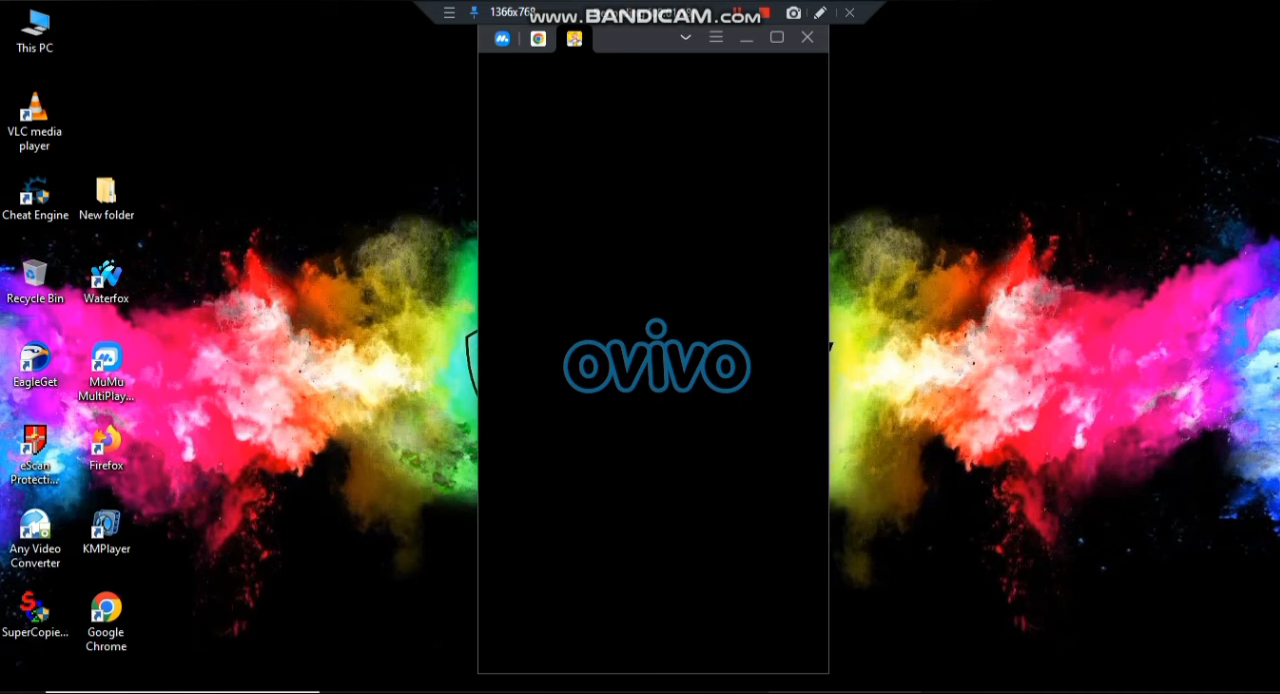 1366x768
www.BANDICAM.com
This PC
VLC media
player
Cheat Engine
New folder
Recycle Bin
Waterfox
EagleGet
MuMu
MultiPlay...
eScan
Protecti...
Firefox
Any Video
Converter
KMPlayer
SuperCopie...
Google
Chrome
ovivo